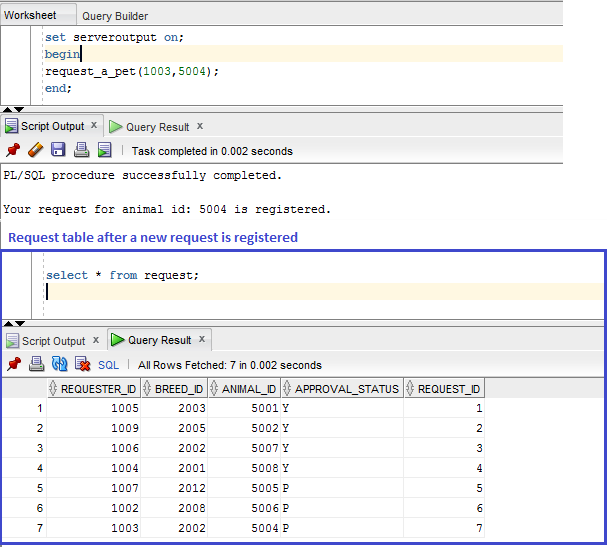 Worksheet Query Builder
set serveroutput on;
begin
request_a_pet(1003,5004);
end;
Script Output x Query Result x
Task completed in 0.002 seconds
PL/SQL procedure successfully completed.
Your request for animal id: 5004 is registered.
Request table after a new request is registered
select * from request;
Script Output x Query Result x
SQL All Rows Fetched: 7 in 0.002 seconds
REQUESTER_ID BREED_ID ANIMAL_ID APPROVAL_STATUS REQUEST_ID
1 1005 2003 5001 Y 1
2 1009 2005 5002 Y 2
3 1006 2002 5007 Y 3
4 1004 2001 5008 Y 4
5 1007 2012 5005 P 5
6 1002 2008 5006 P 6
7 1003 2002 5004 P 7